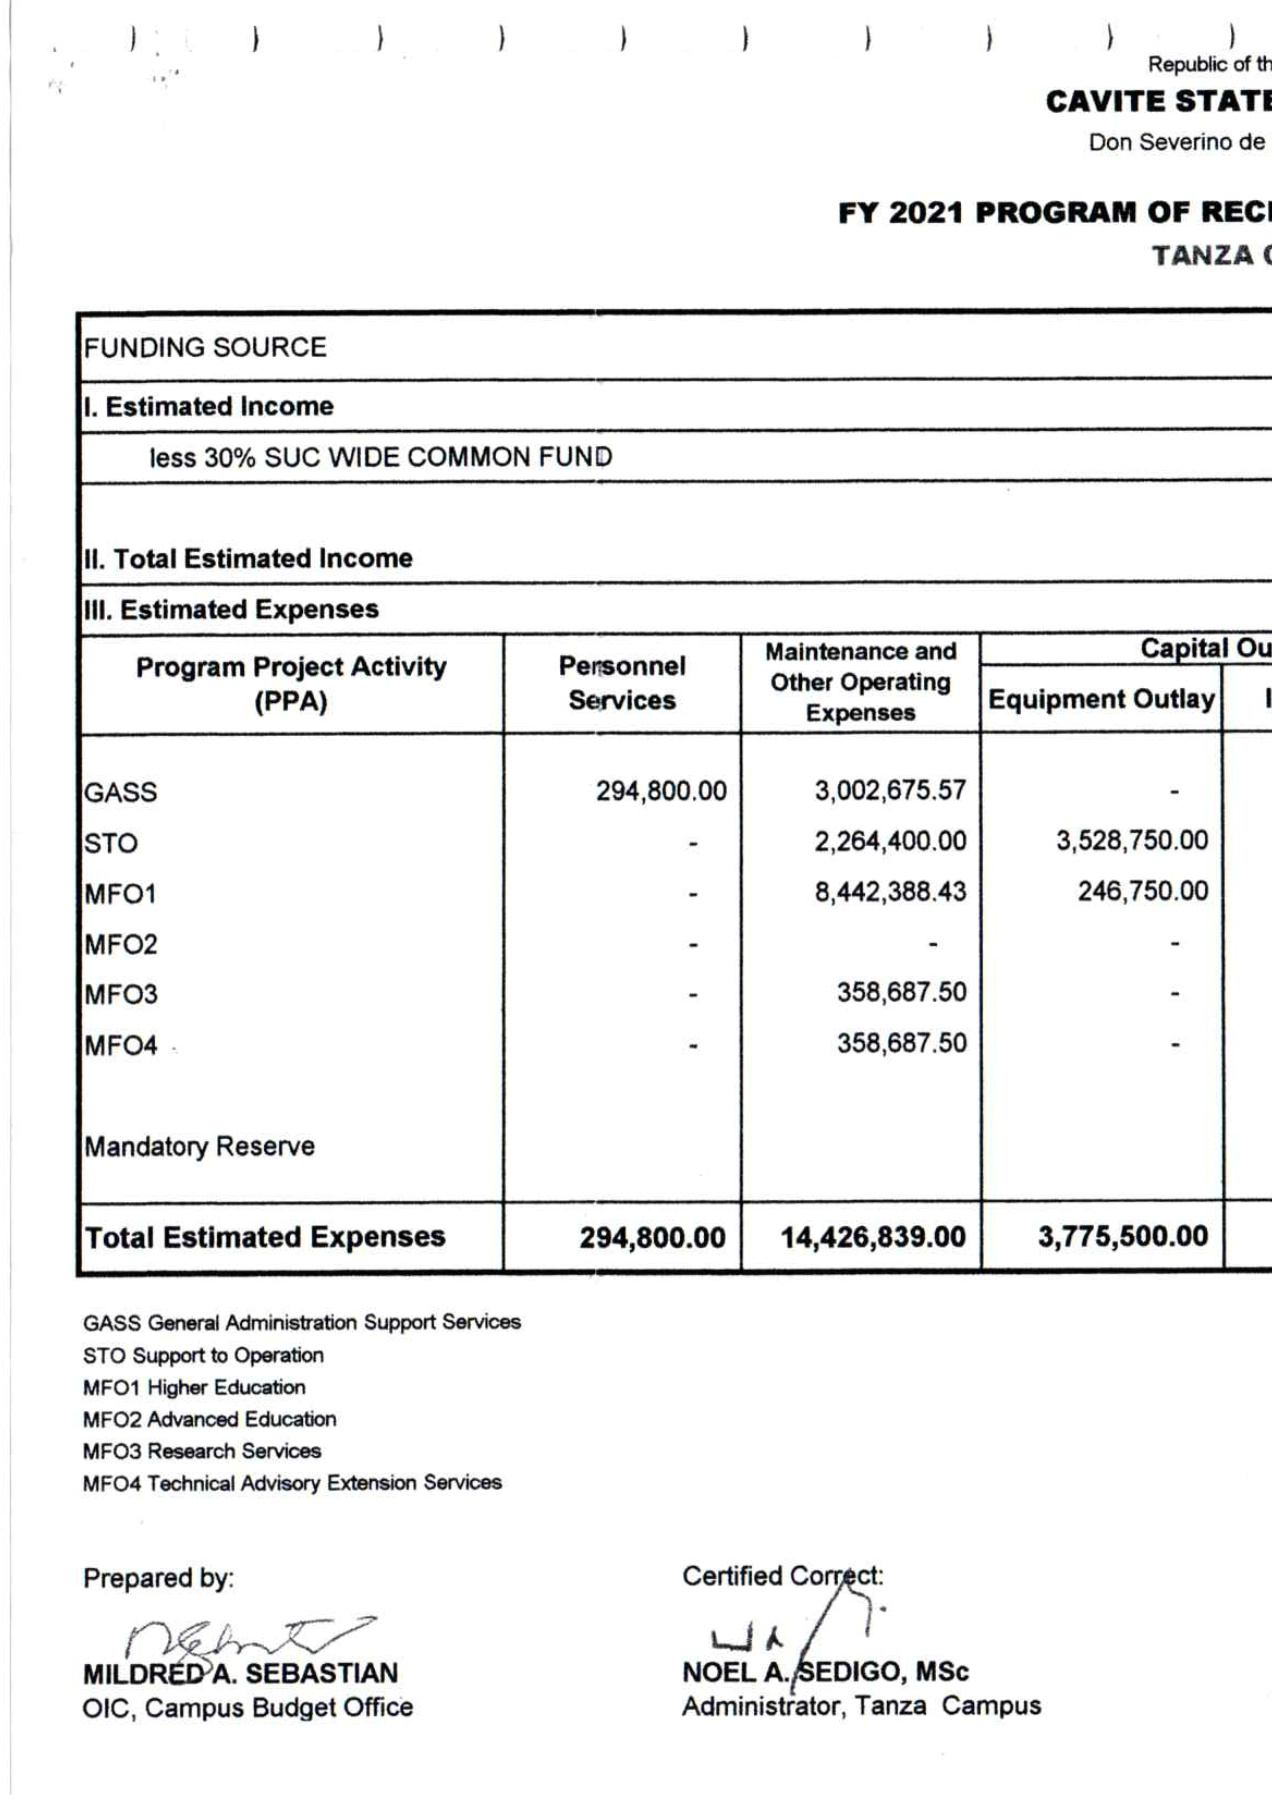 Republic of th
CAVITE STATE
Don Severino de
FY 2021 PROGRAM OF RECI
TANZA C
FUNDING SOURCE
I. Estimated Income
less 30% SUC WIDE COMMON FUND
II. Total Estimated Income
III. Estimated Expenses
Program Project Activity (PPA) Personnel Services Maintenance and Other Operating Expenses Capital Ou
Equipment Outlay
GASS 294,800.00 3,002,675.57 -
STO - 2,264,400.00 3,528,750.00
MFO1 - 8,442,388.43 246,750.00
MFO2 - - -
MFO3 - 358,687.50 -
MFO4 - 358,687.50 -
Mandatory Reserve
Total Estimated Expenses 294,800.00 14,426,839.00 3,775,500.00
GASS General Administration Support Services
STO Support to Operation
MFO1 Higher Education
MFO2 Advanced Education
MFO3 Research Services
MFO4 Technical Advisory Extension Services
Prepared by: Certified Correct:
MILDRED A. SEBASTIAN NOEL A. SEDIGO, MSc
OIC, Campus Budget Office Administrator, Tanza Campus